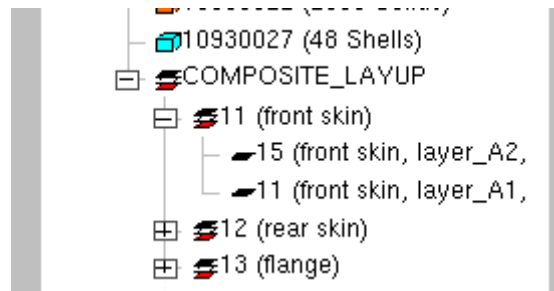 10930027 (48 Shells)
COMPOSITE_LAYUP
11 (front skin)
15 (front skin, layer_A2,
11 (front skin, layer_A1,
12 (rear skin)
13 (flange)